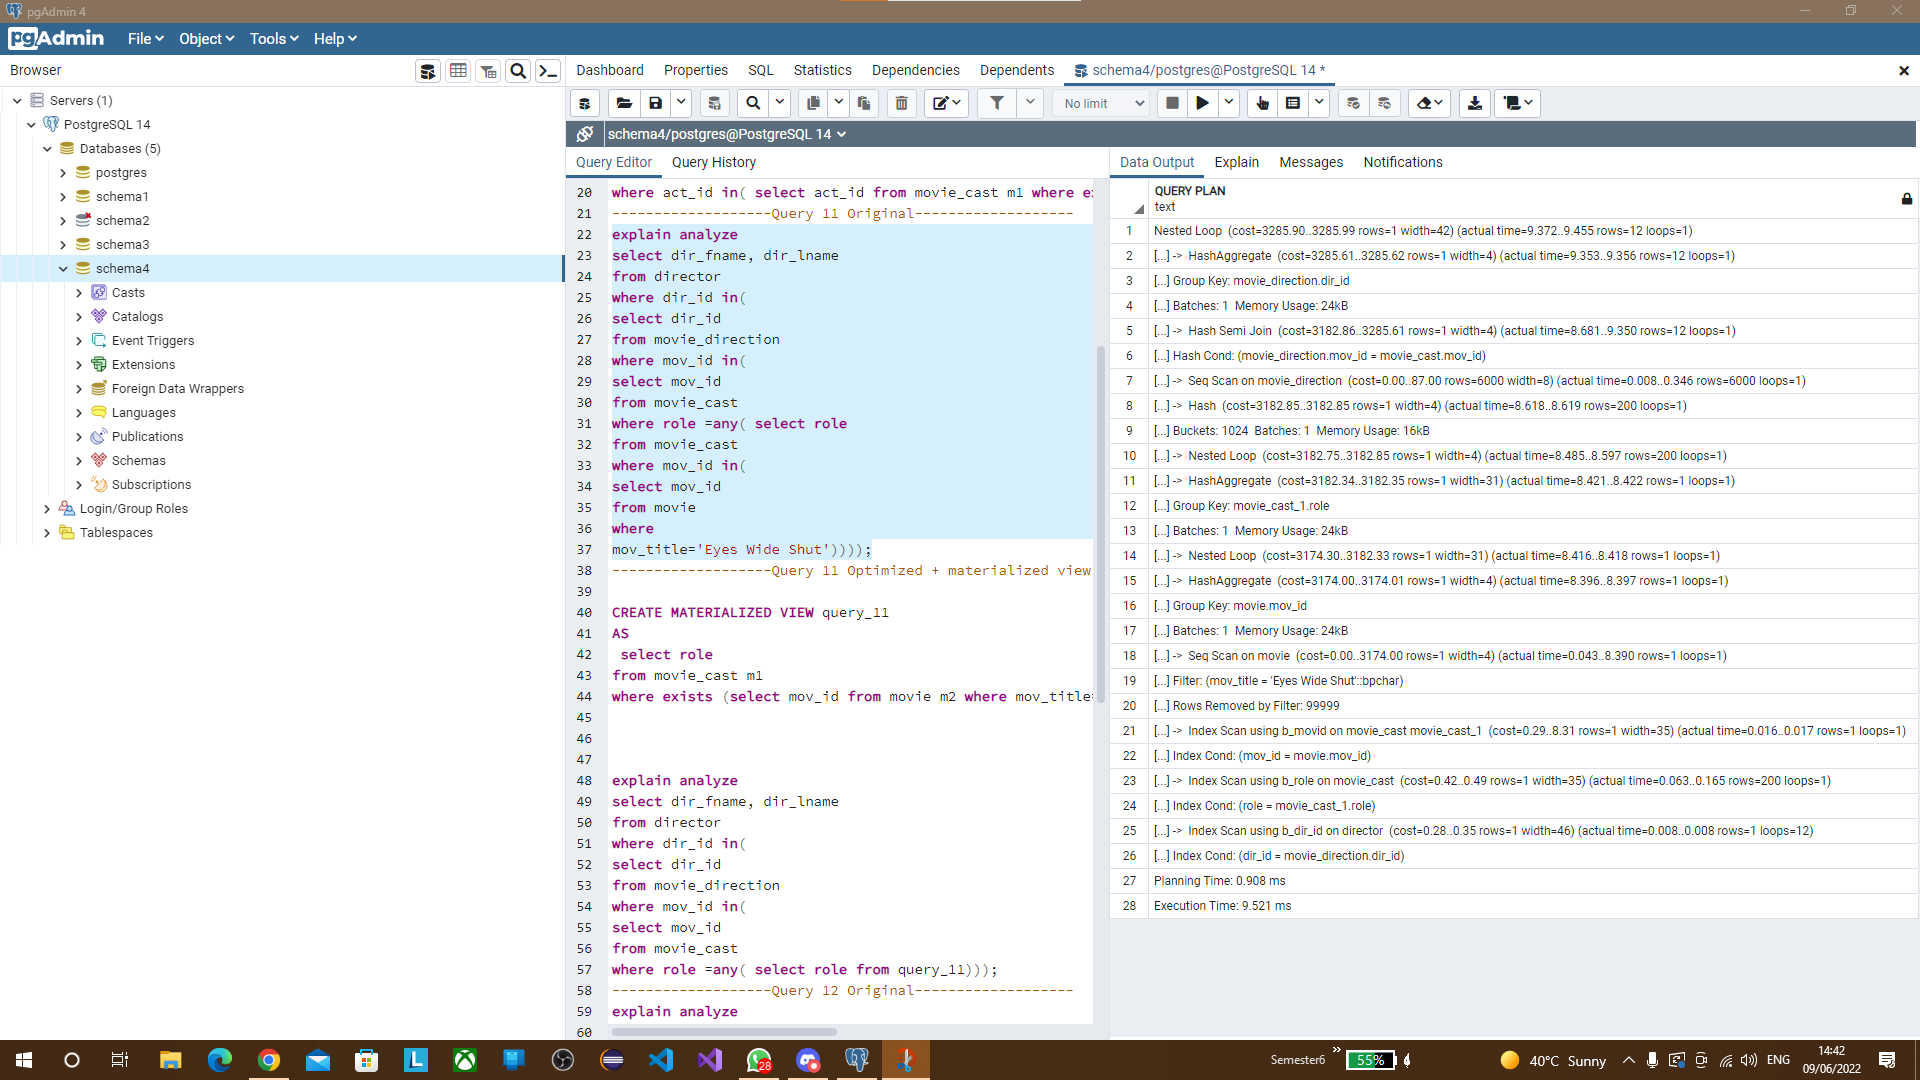 pgAdmin 4
pgAdmin File Object Tools Help
Browser
Dashboard Properties SQL Statistics Dependencies Dependents schema4/postgres@PostgreSQL 14 *
No limit
schema4/postgres@PostgreSQL 14
Servers (1)
PostgreSQL 14
Databases (5)
postgres
schema1
schema2
schema3
schema4
Casts
Catalogs
Event Triggers
Extensions
Foreign Data Wrappers
Languages
Publications
Schemas
Subscriptions
Login/Group Roles
Tablespaces
Query Editor Query History
20 where act_id in( select act_id from movie_cast m1 where
21 -------------------Query 11 Original-------------------
22 explain analyze
23 select dir_fname, dir_lname
24 from director
25 where dir_id in(
26 select dir_id
27 from movie_direction
28 where mov_id in(
29 select mov_id
30 from movie_cast
31 where role =any( select role
32 from movie_cast
33 where mov_id in(
34 select mov_id
35 from movie
36 where
37 mov_title='Eyes Wide Shut'))));
38 -------------------Query 11 Optimized + materialized view
39
40 CREATE MATERIALIZED VIEW query_11
41 AS
42 select role
43 from movie_cast m1
44 where exists (select mov_id from movie m2 where mov_title=
45
46
47
48 explain analyze
49 select dir_fname, dir_lname
50 from director
51 where dir_id in(
52 select dir_id
53 from movie_direction
54 where mov_id in(
55 select mov_id
56 from movie_cast
57 where role =any( select role from query_11)));
58 -------------------Query 12 Original-------------------
59 explain analyze
60
Data Output Explain Messages Notifications
QUERY PLAN
text
1 Nested Loop (cost=3285.90..3285.99 rows=1 width=42) (actual time=9.372..9.455 rows=12 loops=1)
2 [...] -> HashAggregate (cost=3285.61..3285.62 rows=1 width=4) (actual time=9.353..9.356 rows=12 loops=1)
3 [...] Group Key: movie_direction.dir_id
4 [...] Batches: 1 Memory Usage: 24kB
5 [...] -> Hash Semi Join (cost=3182.86..3285.61 rows=1 width=4) (actual time=8.681..9.350 rows=12 loops=1)
6 [...] Hash Cond: (movie_direction.mov_id = movie_cast.mov_id)
7 [...] -> Seq Scan on movie_direction (cost=0.00..87.00 rows=6000 width=8) (actual time=0.008..0.346 rows=6000 loops=1)
8 [...] -> Hash (cost=3182.85..3182.85 rows=1 width=4) (actual time=8.618..8.619 rows=200 loops=1)
9 [...] Buckets: 1024 Batches: 1 Memory Usage: 16kB
10 [...] -> Nested Loop (cost=3182.75..3182.85 rows=1 width=4) (actual time=8.485..8.597 rows=200 loops=1)
11 [...] -> HashAggregate (cost=3182.34..3182.35 rows=1 width=31) (actual time=8.421..8.422 rows=1 loops=1)
12 [...] Group Key: movie_cast_1.role
13 [...] Batches: 1 Memory Usage: 24kB
14 [...] -> Nested Loop (cost=3174.30..3182.33 rows=1 width=31) (actual time=8.416..8.418 rows=1 loops=1)
15 [...] -> HashAggregate (cost=3174.00..3174.01 rows=1 width=4) (actual time=8.396..8.397 rows=1 loops=1)
16 [...] Group Key: movie.mov_id
17 [...] Batches: 1 Memory Usage: 24kB
18 [...] -> Seq Scan on movie (cost=0.00..3174.00 rows=1 width=4) (actual time=0.043..8.390 rows=1 loops=1)
19 [...] Filter: (mov_title = 'Eyes Wide Shut'::bpchar)
20 [...] Rows Removed by Filter: 99999
21 [...] -> Index Scan using b_movid on movie_cast movie_cast_1 (cost=0.29..8.31 rows=1 width=35) (actual time=0.016..0.017 rows=1 loops=1)
22 [...] Index Cond: (mov_id = movie.mov_id)
23 [...] -> Index Scan using b_role on movie_cast (cost=0.42..0.49 rows=1 width=35) (actual time=0.063..0.165 rows=200 loops=1)
24 [...] Index Cond: (role = movie_cast_1.role)
25 [...] -> Index Scan using b_dir_id on director (cost=0.28..0.35 rows=1 width=46) (actual time=0.008..0.008 rows=1 loops=12)
26 [...] Index Cond: (dir_id = movie_direction.dir_id)
27 Planning Time: 0.908 ms
28 Execution Time: 9.521 ms
28
Semester6 55% 40°C Sunny ENG 14:42
09/06/2022